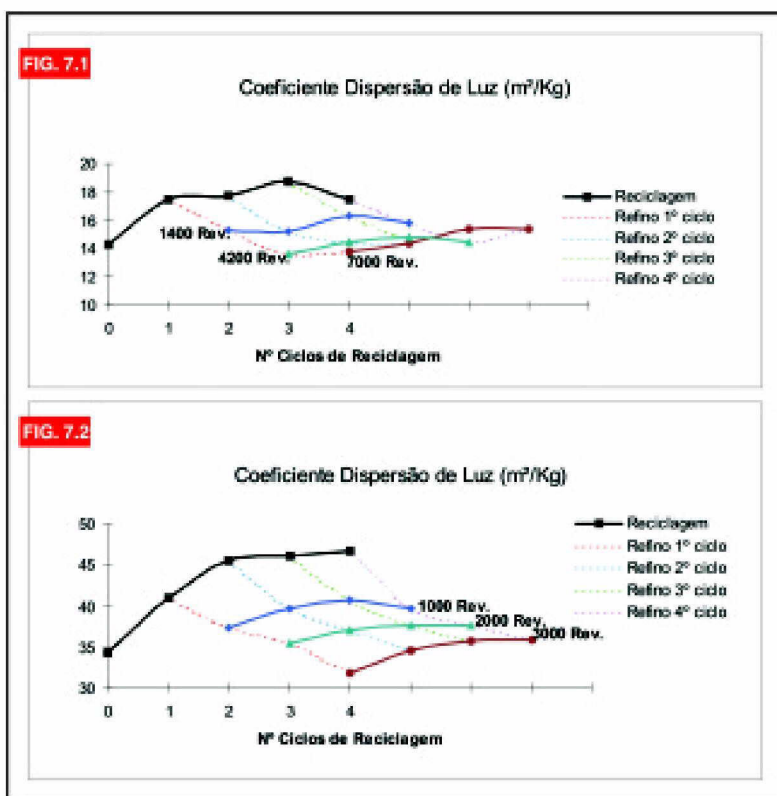 FIG. 7.1
Coeficiente Dispersão de Luz (m²/Kg)
20
18
16
14
12
10
1400 Rev.
4200 Rev.
7000 Rev.
0 1 2 3 4
Nº Ciclos de Reciclagem
Reciclagem
Refino 1º ciclo
Refino 2º ciclo
Refino 3º ciclo
Refino 4º ciclo
FIG. 7.2
Coeficiente Dispersão de Luz (m²/Kg)
50
45
40
35
30
1000 Rev.
2000 Rev.
3000 Rev.
0 1 2 3 4
Nº Ciclos de Reciclagem
Reciclagem
Refino 1º ciclo
Refino 2º ciclo
Refino 3º ciclo
Refino 4º ciclo